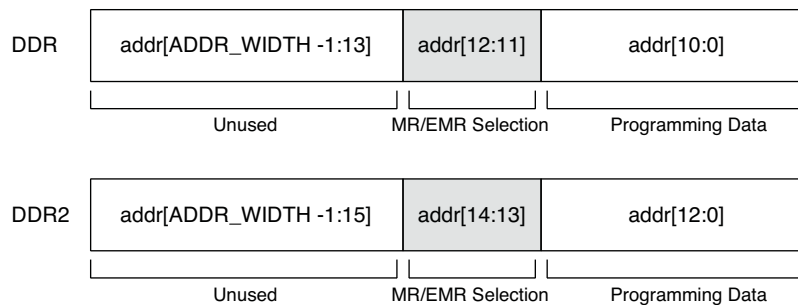 DDR addr[ADDR_WIDTH -1:13] addr[12:11] addr[10:0]
Unused MR/EMR Selection Programming Data
DDR2 addr[ADDR_WIDTH -1:15] addr[14:13] addr[12:0]
Unused MR/EMR Selection Programming Data